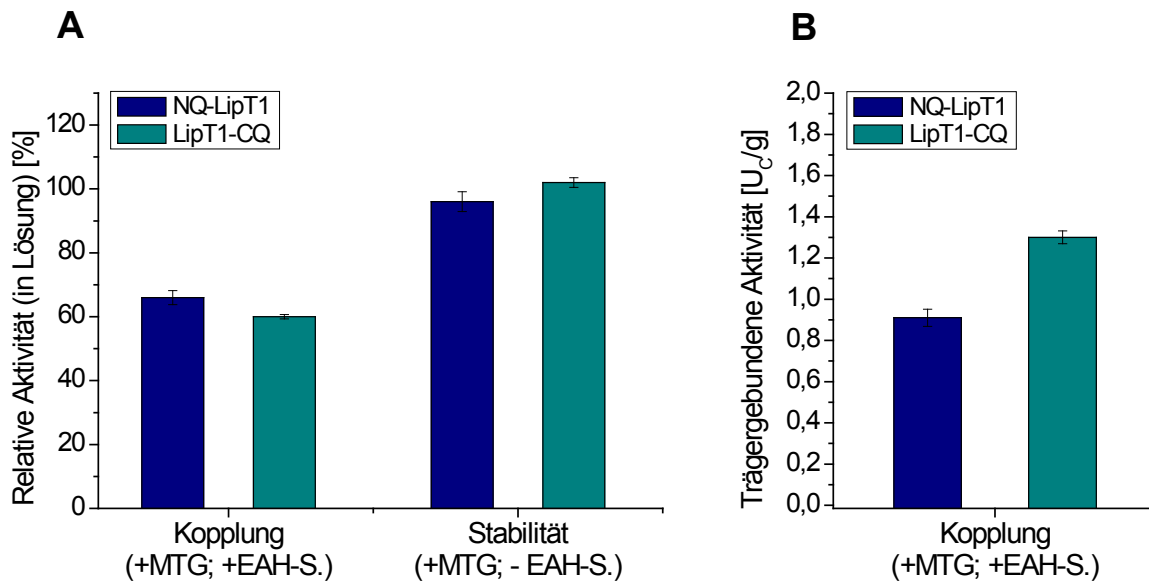 A
NQ-LipT1
LipT1-CQ
Relative Aktivität (in Lösung) [%]
120
100
80
60
40
20
0
Kopplung
(+MTG; +EAH-S.)
Stabilität
(+MTG; - EAH-S.)
B
NQ-LipT1
LipT1-CQ
Trägergebundene Aktivität [U_C/g]
2,0
1,8
1,6
1,4
1,2
1,0
0,8
0,6
0,4
0,2
0,0
Kopplung
(+MTG; +EAH-S.)